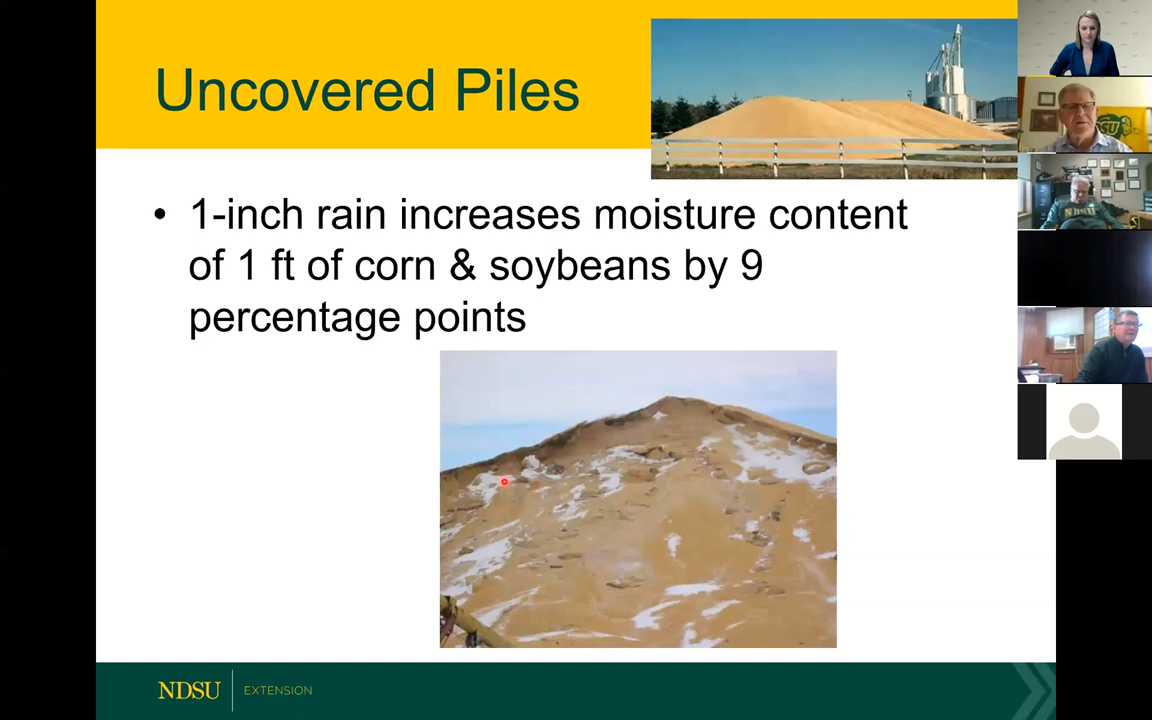 Uncovered Piles
• 1-inch rain increases moisture content
of 1 ft of corn & soybeans by 9
percentage points
NDSU
NDSU EXTENSION